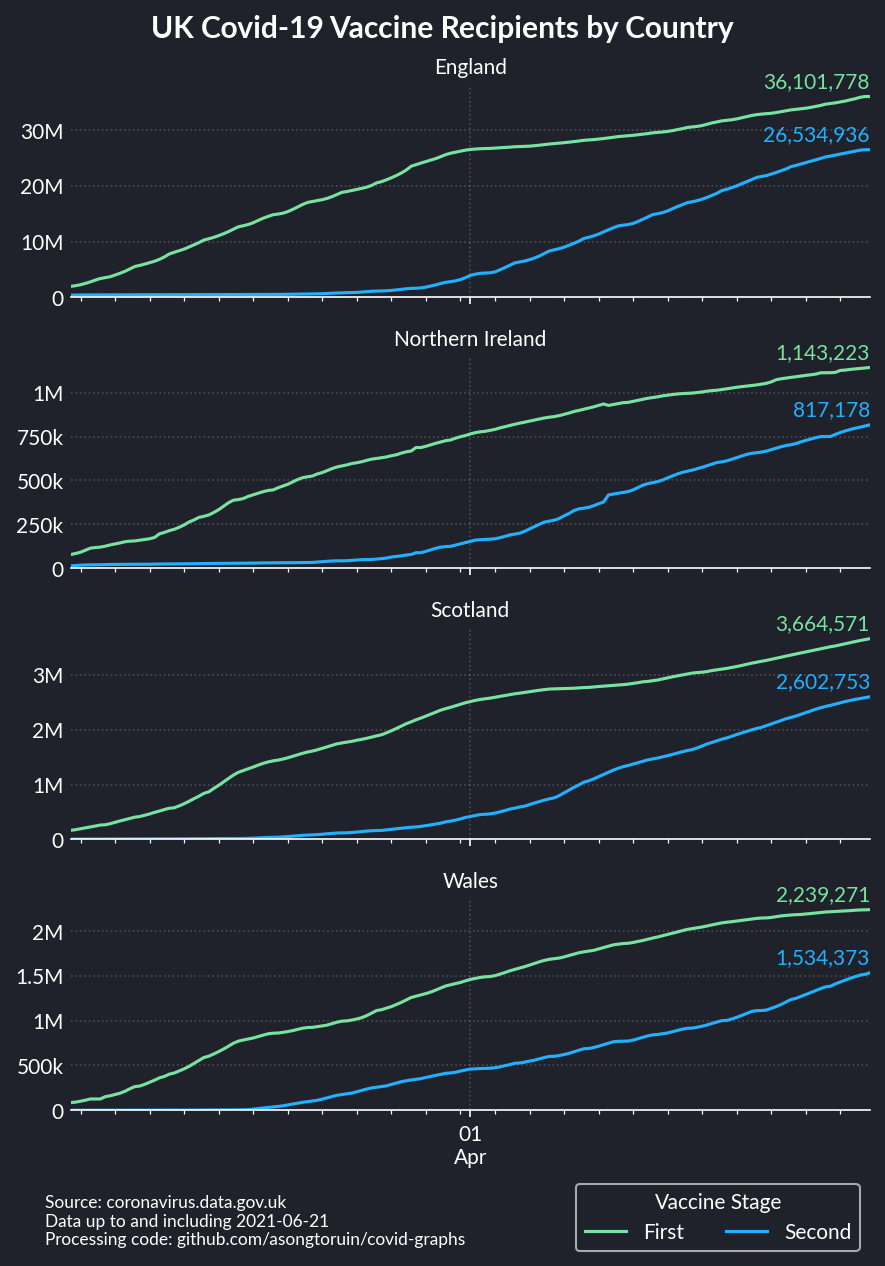 UK Covid-19 Vaccine Recipients by Country
England
36,101,778
26,534,936
30M
20M
10M
0
Northern Ireland
1,143,223
817,178
1M
750k
500k
250k
0
Scotland
3,664,571
2,602,753
3M
2M
1M
0
Wales
2,239,271
1,534,373
2M
1.5M
1M
500k
0
01
Apr
Source: coronavirus.data.gov.uk
Data up to and including 2021-06-21
Processing code: github.com/asongtoruin/covid-graphs
Vaccine Stage
First Second